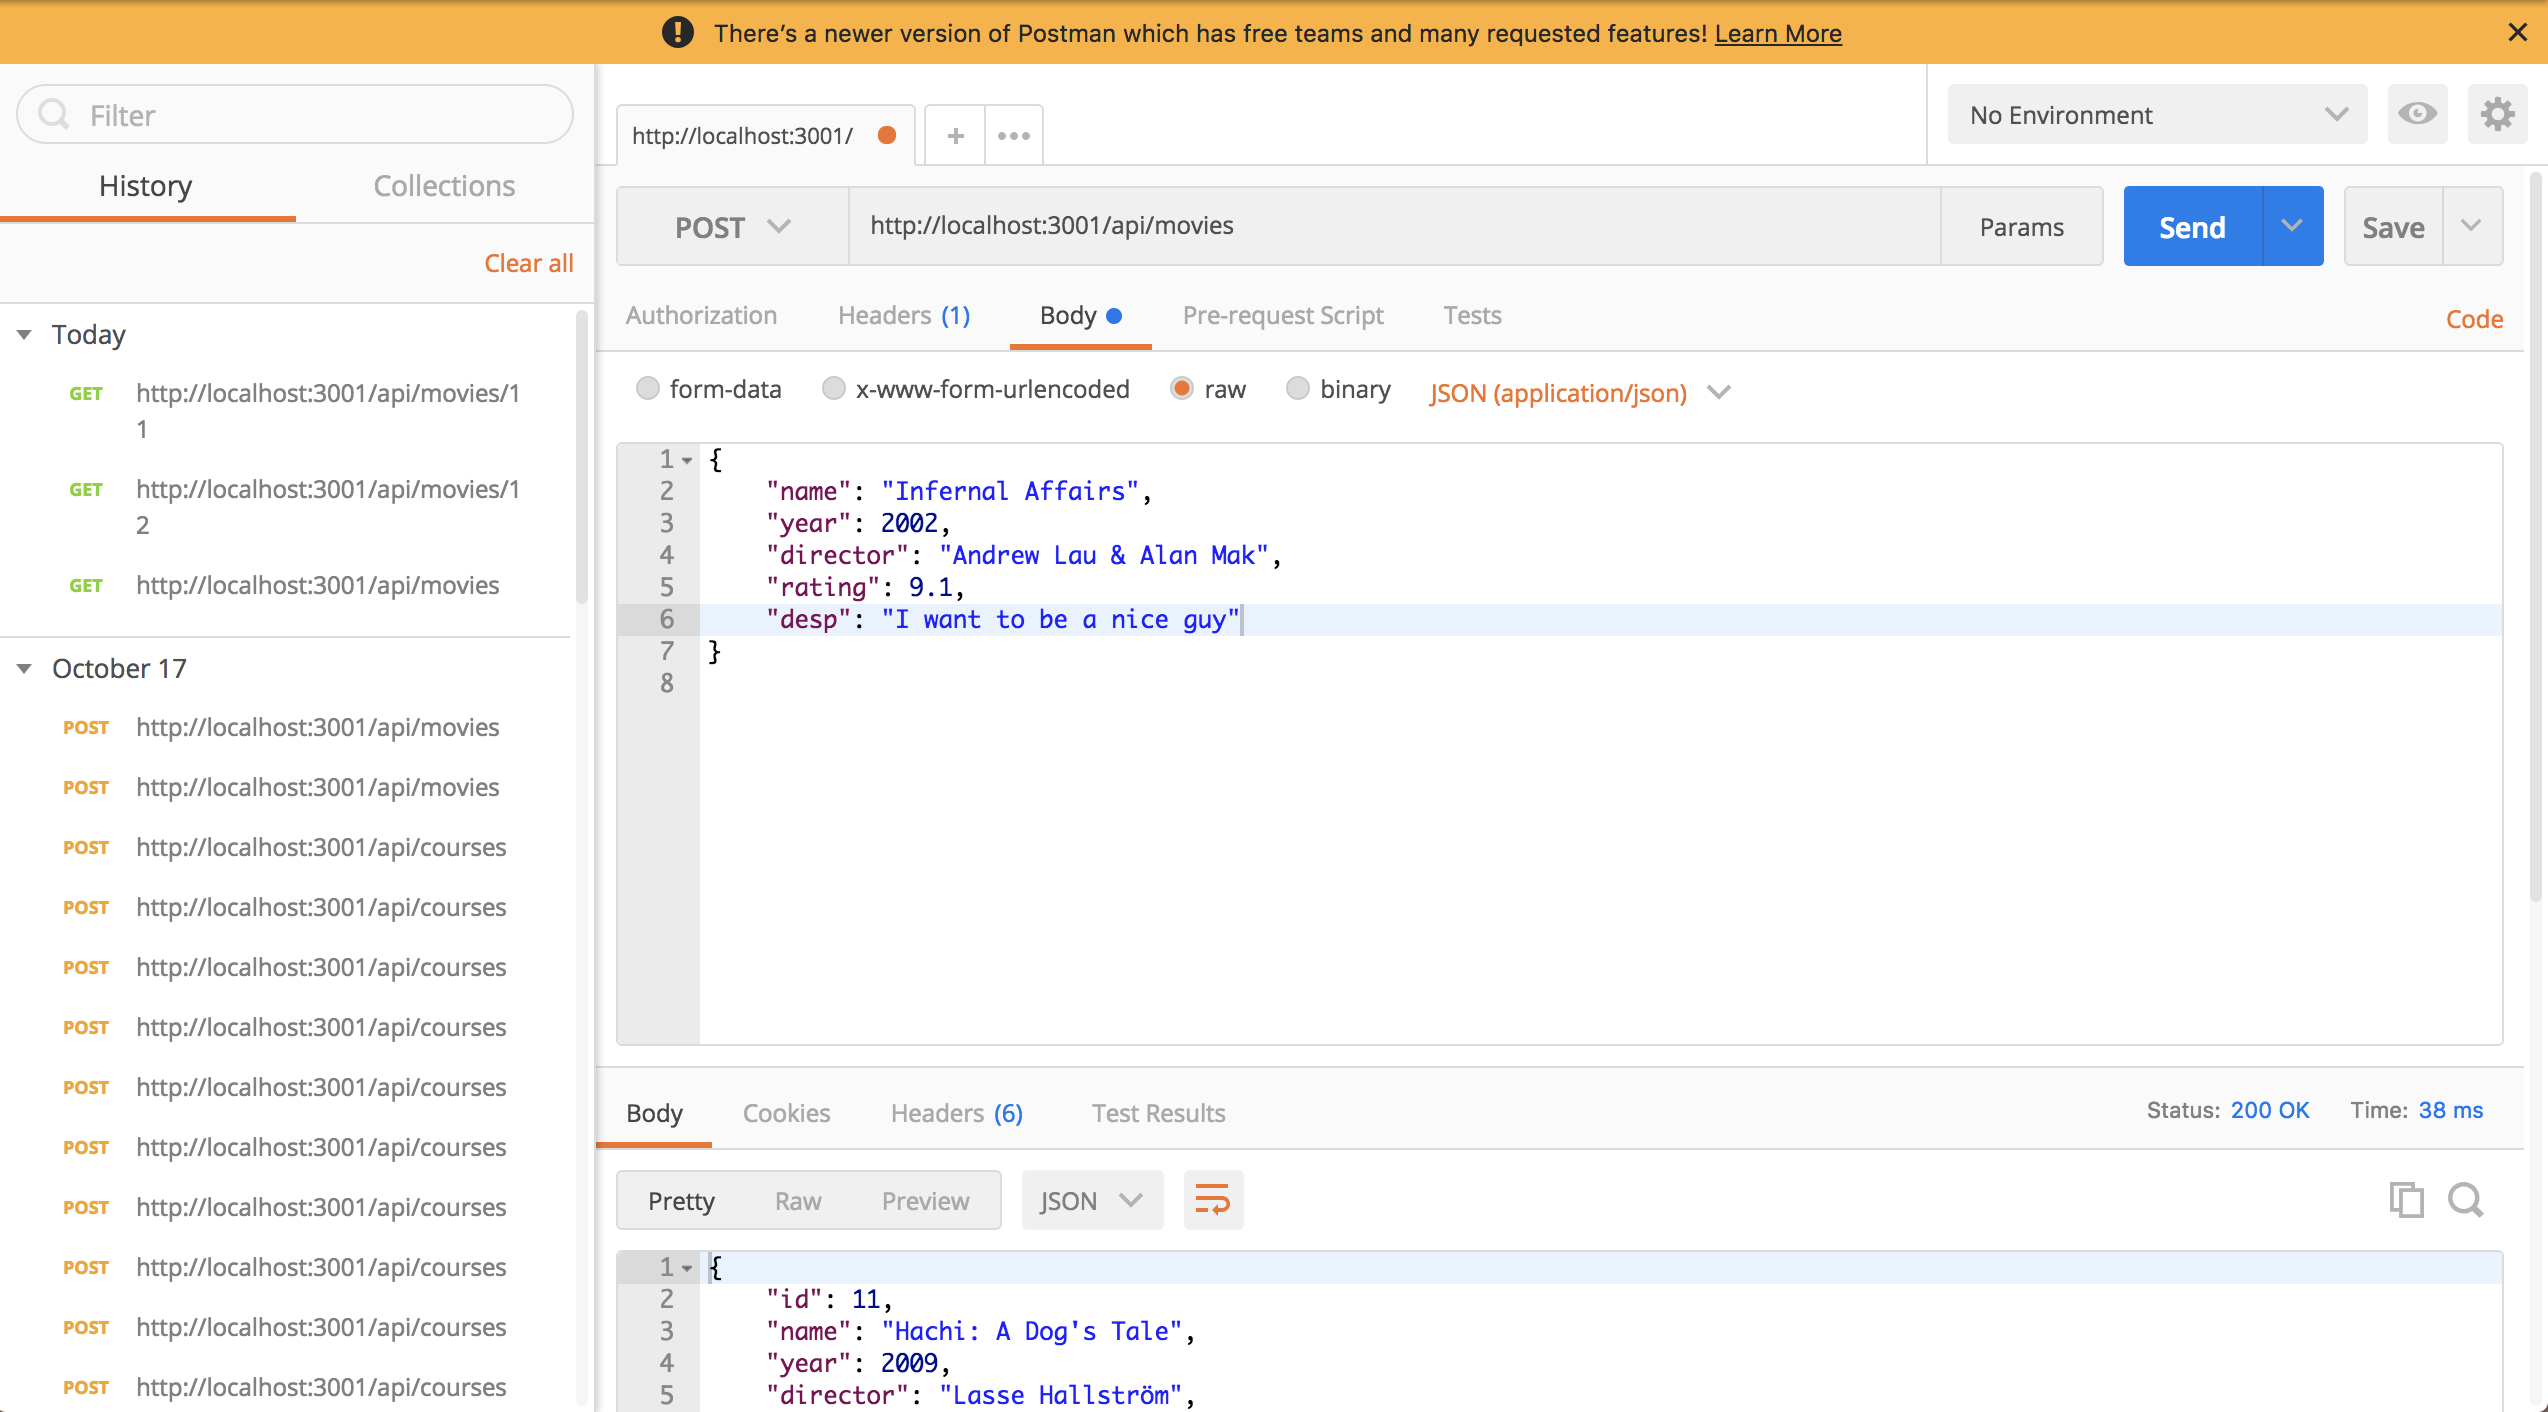 There's a newer version of Postman which has free teams and many requested features! Learn More
Filter
History Collections
Clear all
Today
GET http://localhost:3001/api/movies/1
1
GET http://localhost:3001/api/movies/1
2
GET http://localhost:3001/api/movies
October 17
POST http://localhost:3001/api/movies
POST http://localhost:3001/api/movies
POST http://localhost:3001/api/courses
POST http://localhost:3001/api/courses
POST http://localhost:3001/api/courses
POST http://localhost:3001/api/courses
POST http://localhost:3001/api/courses
POST http://localhost:3001/api/courses
POST http://localhost:3001/api/courses
POST http://localhost:3001/api/courses
POST http://localhost:3001/api/courses
POST http://localhost:3001/api/courses
http://localhost:3001/
No Environment
POST http://localhost:3001/api/movies Params Send Save
Authorization Headers (1) Body Pre-request Script Tests Code
form-data x-www-form-urlencoded raw binary JSON (application/json)
1 {
2 "name": "Infernal Affairs",
3 "year": 2002,
4 "director": "Andrew Lau & Alan Mak",
5 "rating": 9.1,
6 "desp": "I want to be a nice guy"
7 }
8
Body Cookies Headers (6) Test Results Status: 200 OK Time: 38 ms
Pretty Raw Preview JSON
1 {
2 "id": 11,
3 "name": "Hachi: A Dog's Tale",
4 "year": 2009,
5 "director": "Lasse Hallström",